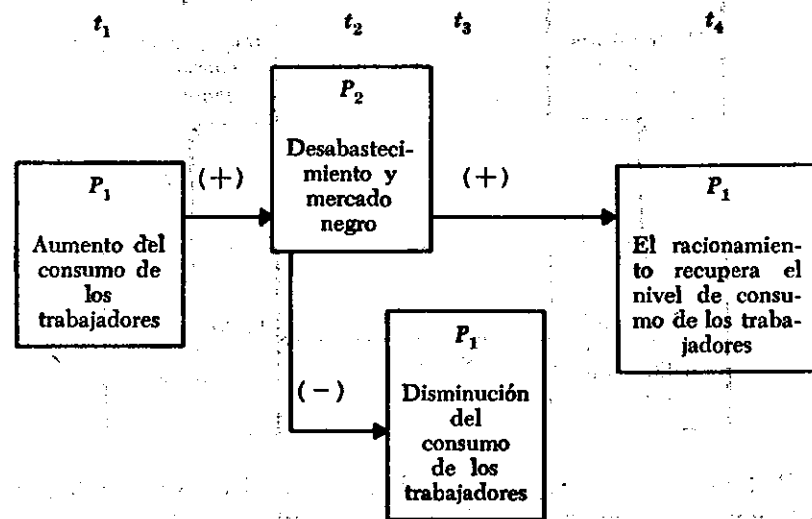 t1 t2 t3 t4
P2
Desabasteci-
miento y
mercado
negro
P1
Aumento del
consumo de
los
trabajadores
(+)
(+)
P1
El racionamien-
to recupera el
nivel de consu-
mo de los traba-
jadores
(-)
P1
Disminución
del
consumo
de los
trabajadores